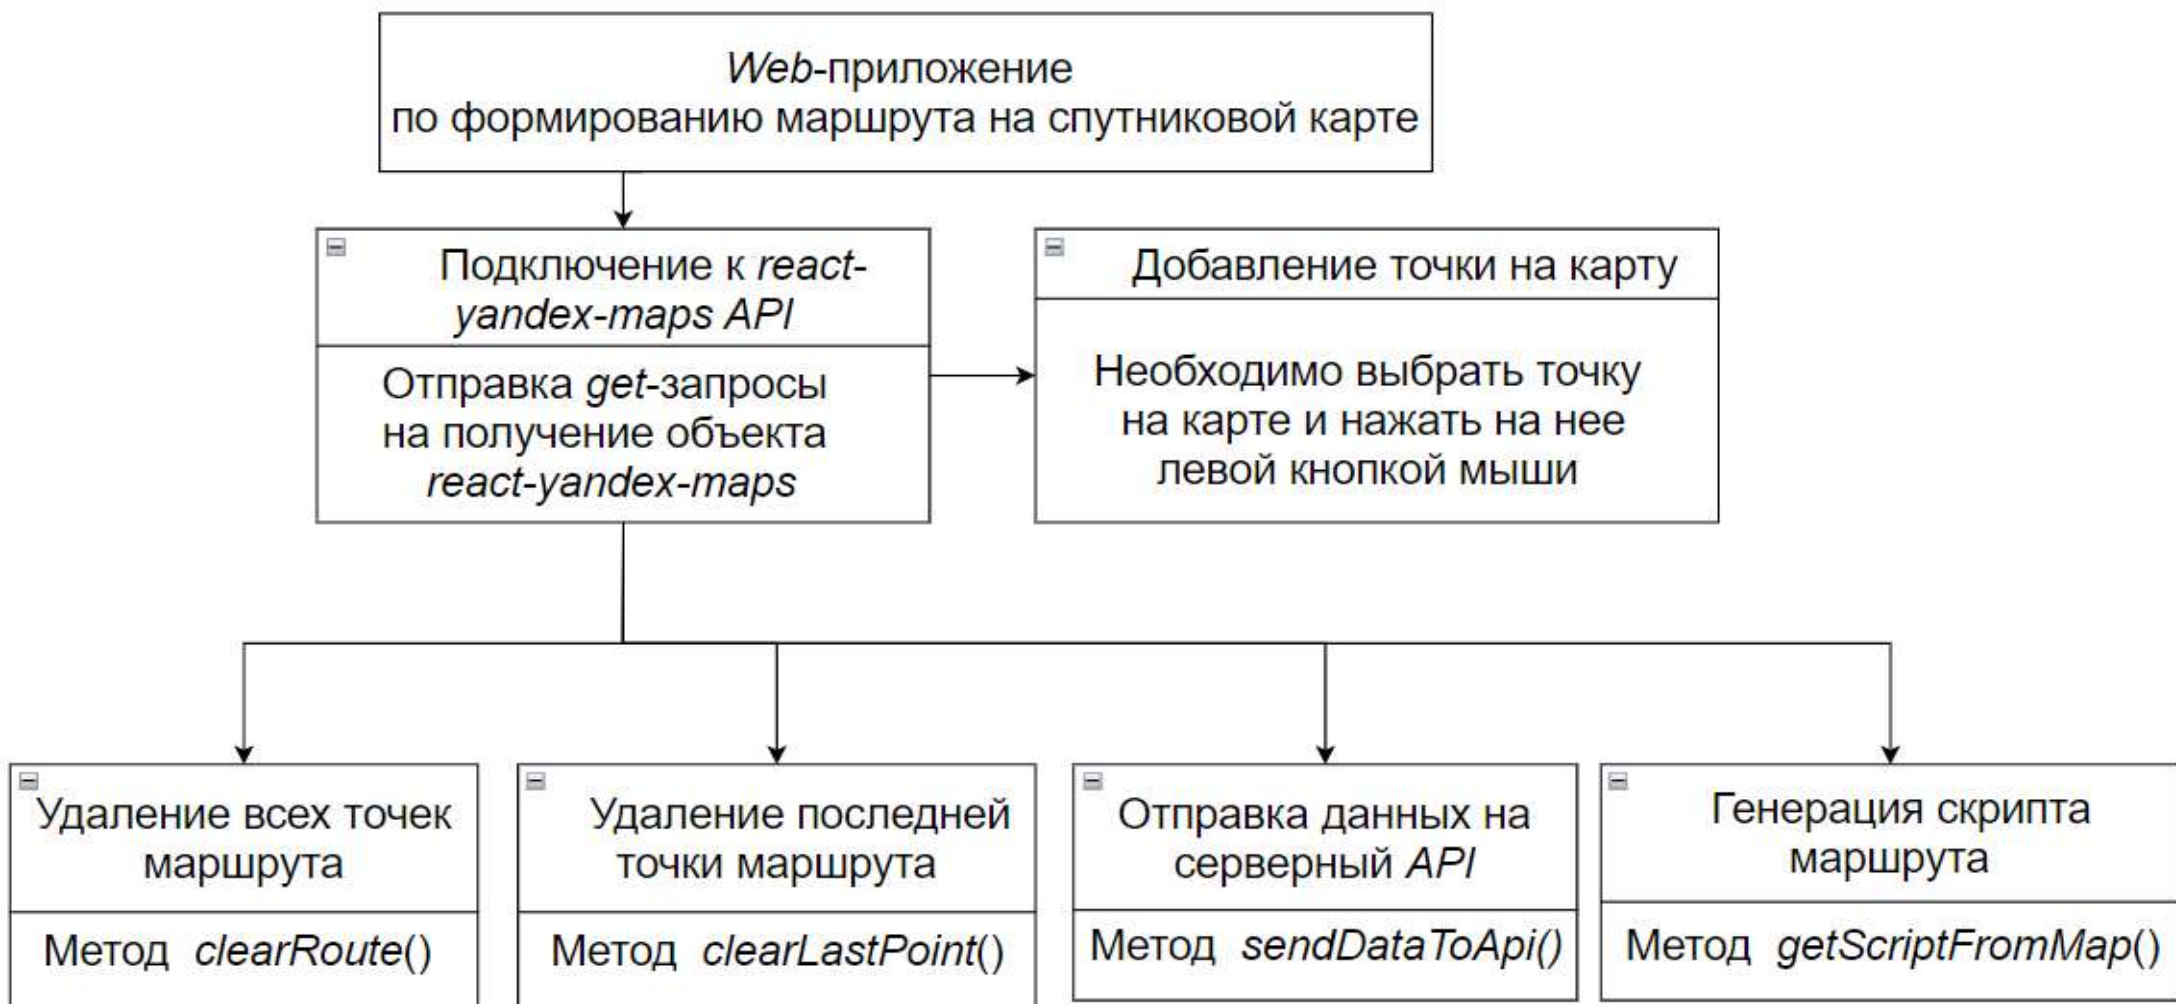 Web-приложение
по формированию маршрута на спутниковой карте
Подключение к react-
yandex-maps API
Отправка get-запросы
на получение объекта
react-yandex-maps
Добавление точки на карту
Необходимо выбрать точку
на карте и нажать на нее
левой кнопкой мыши
Удаление всех точек
маршрута
Метод clearRoute()
Удаление последней
точки маршрута
Метод clearLastPoint()
Отправка данных на
серверный API
Метод sendDataToApi()
Генерация скрипта
маршрута
Метод getScriptFromMap()